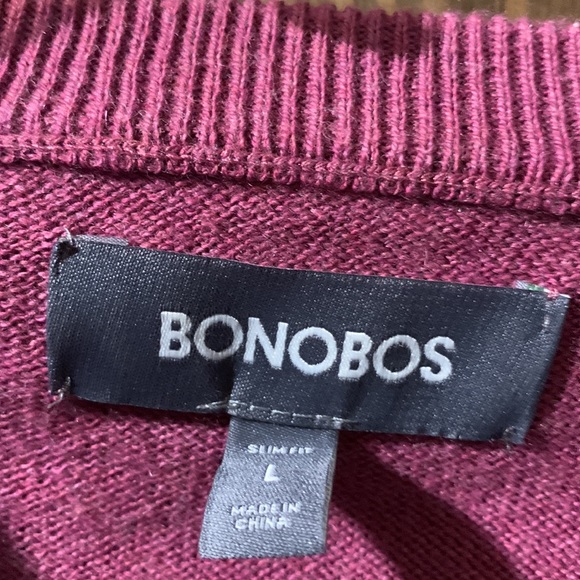 BONOBOS
SLIM FIT
L
MADE IN
CHINA